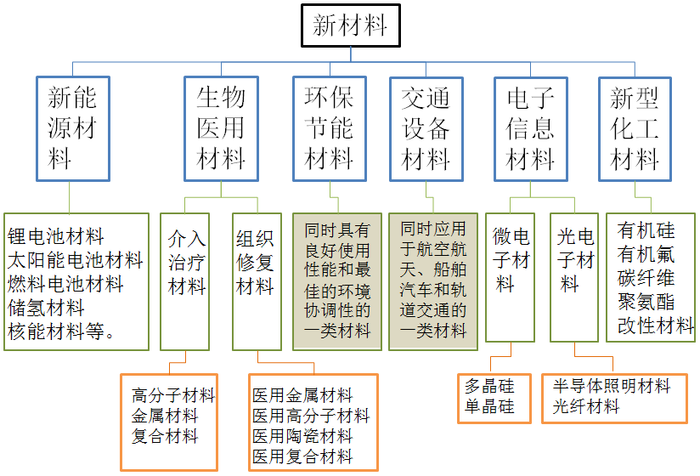 新材料
新能
源材
料
生物
医用
材料
环保
节能
材料
交通
设备
材料
电子
信息
材料
新型
化工
材料
锂电池材料
太阳能电池材料
燃料电池材料
储氢材料
核能材料等。
介入
治疗
材料
组织
修复
材料
同时具有
良好使用
性能和最
佳的环境
协调性的
一类材料
同时应用
于航空航
天、船舶
汽车和轨
道交通的
一类材料
微电
子材
料
光电
子材
料
有机硅
有机氟
碳纤维
聚氨酯
改性材料
高分子材料
金属材料
复合材料
医用金属材料
医用高分子材料
医用陶瓷材料
医用复合材料
多晶硅
单晶硅
半导体照明材料
光纤材料